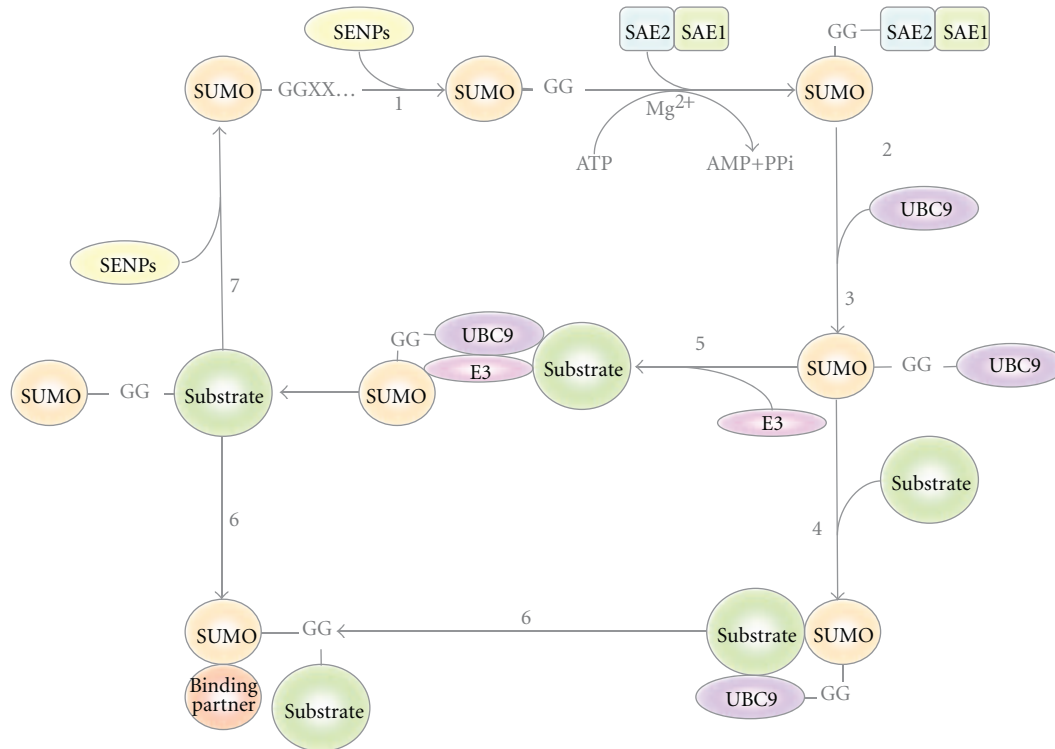 SENPs
SAE2 SAE1
GG
SAE2 SAE1
SUMO
GGXX...
1
SUMO
GG
Mg2+
SUMO
ATP
AMP+PPi
2
UBC9
SENPs
7
3
GG
UBC9
E3
Substrate
5
SUMO
GG
UBC9
SUMO
GG
Substrate
SUMO
E3
Substrate
6
4
SUMO
GG
6
Substrate
SUMO
Binding
partner
Substrate
UBC9
GG